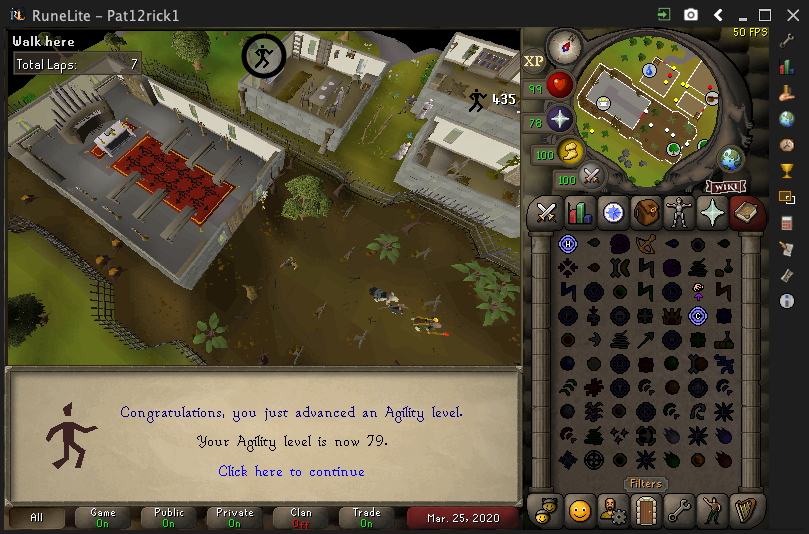 RuneLite – Pat12rick1
50 FPS
Walk here
Total Laps: 7
435
XP
99
78
100
100
WIKI
H
C
Congratulations, you just advanced an Agility level.
Your Agility level is now 79.
Click here to continue
Filters
All
Game
On
Public
On
Private
On
Clan
Off
Trade
On
Mar. 25, 2020